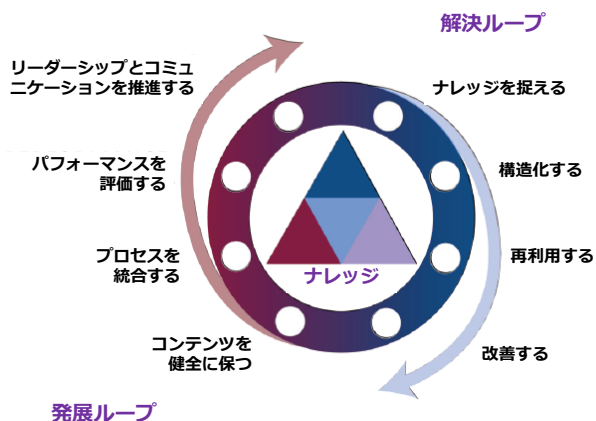 解決ループ
リーダーシップとコミュ
ニケーションを推進する
ナレッジを捉える
パフォーマンスを
評価する
構造化する
プロセスを
統合する
再利用する
ナレッジ
コンテンツを
健全に保つ
改善する
発展ループ